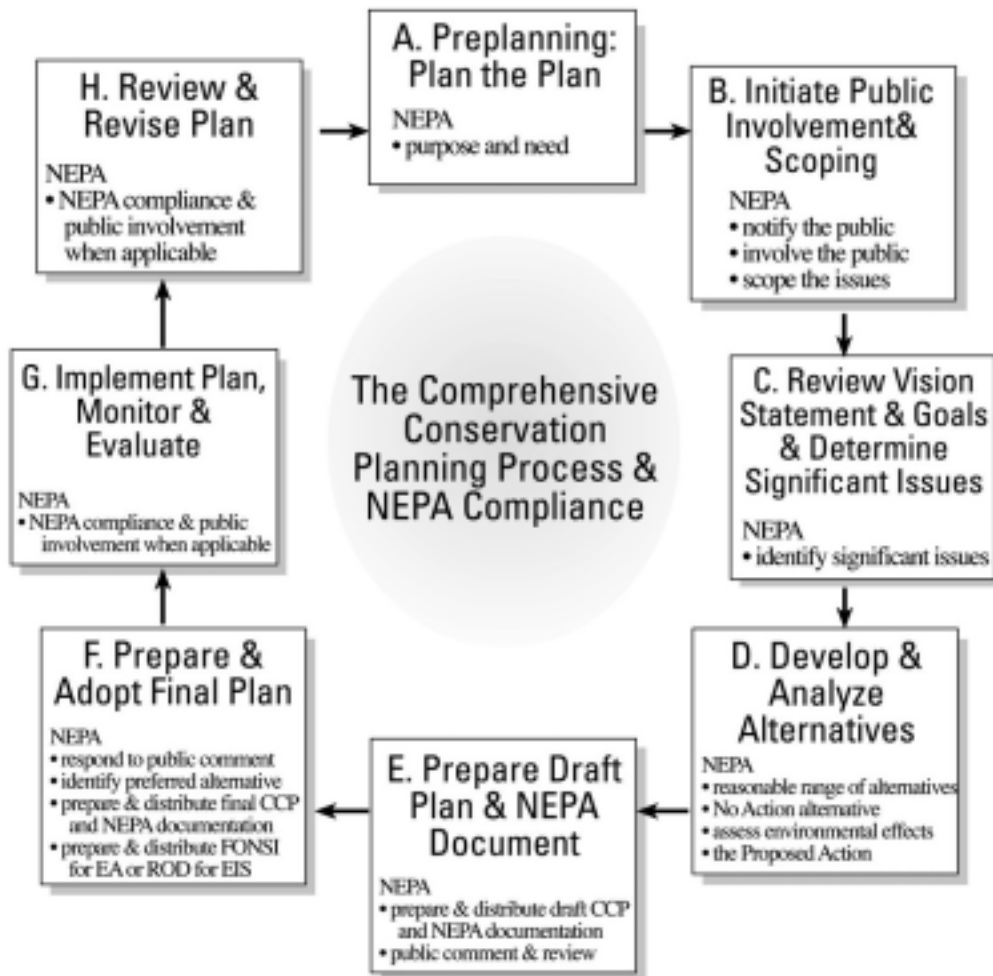 A. Preplanning:
Plan the Plan
NEPA
• purpose and need
B. Initiate Public
Involvement&
Scoping
NEPA
• notify the public
• involve the public
• scope the issues
C. Review Vision
Statement & Goals
& Determine
Significant Issues
NEPA
• identify significant issues
D. Develop &
Analyze
Alternatives
NEPA
• reasonable range of alternatives
• No Action alternative
• assess environmental effects
• the Proposed Action
E. Prepare Draft
Plan & NEPA
Document
NEPA
• prepare & distribute draft CCP
and NEPA documentation
• public comment & review
F. Prepare &
Adopt Final Plan
NEPA
• respond to public comment
• identify preferred alternative
• prepare & distribute final CCP
and NEPA documentation
• prepare & distribute FONSI
for EA or ROD for EIS
G. Implement Plan,
Monitor &
Evaluate
NEPA
• NEPA compliance & public
involvement when applicable
H. Review &
Revise Plan
NEPA
• NEPA compliance &
public involvement
when applicable
The Comprehensive
Conservation
Planning Process &
NEPA Compliance